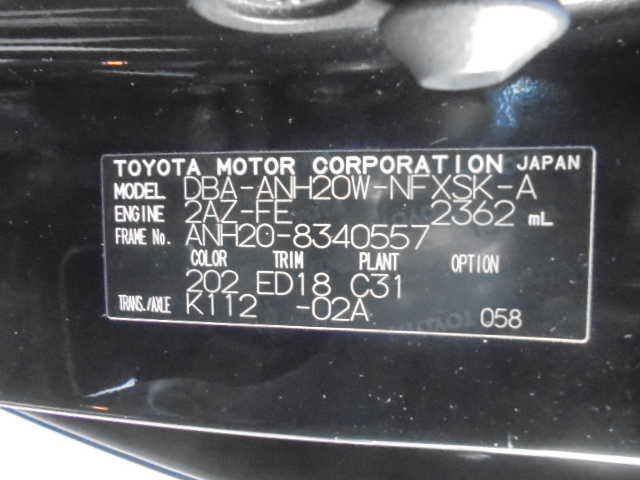 TOYOTA MOTOR CORPORATION JAPAN
MODEL DBA-ANH20W-NFXSK-A
ENGINE 2AZ-FE 2362 mL
FRAME No. ANH20-8340557
COLOR TRIM PLANT OPTION
202 ED18 C31
TRANS./AXLE K112 -02A 058